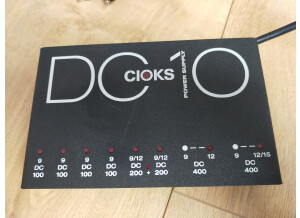 DC10
CIOKS
POWER SUPPLY
9 9 9 9 9/12 9/12 9 12 9 12/15
DC DC DC DC DC DC DC DC
100 100 100 100 200 + 200 400 400